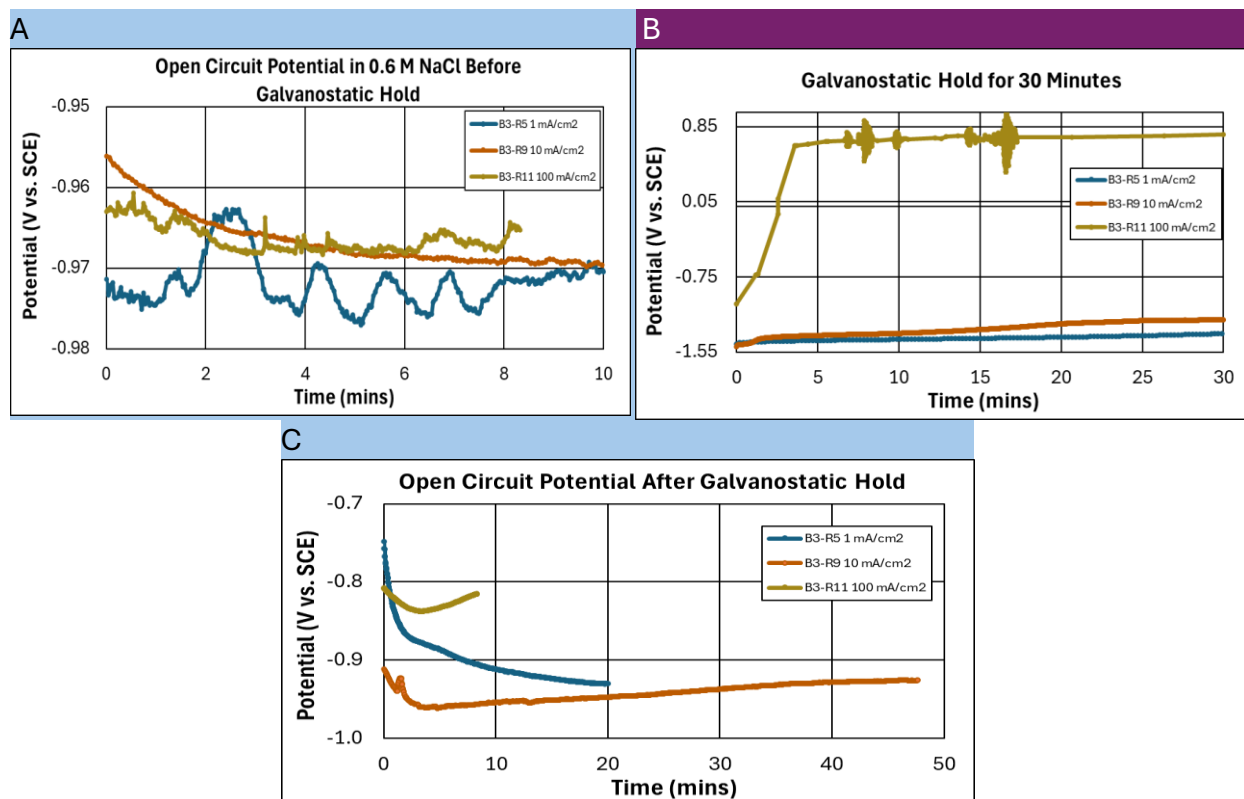 A
Open Circuit Potential in 0.6 M NaCl Before
Galvanostatic Hold
-0.95
-0.96
-0.97
-0.98
Potential (V vs. SCE)
B3-R5 1 mA/cm2
B3-R9 10 mA/cm2
B3-R11 100 mA/cm2
0 2 4 6 8 10
Time (mins)
B
Galvanostatic Hold for 30 Minutes
0.85
0.05
-0.75
-1.55
Potential (V vs. SCE)
B3-R5 1 mA/cm2
B3-R9 10 mA/cm2
B3-R11 100 mA/cm2
0 5 10 15 20 25 30
Time (mins)
C
Open Circuit Potential After Galvanostatic Hold
-0.7
-0.8
-0.9
-1.0
Potential (V vs. SCE)
B3-R5 1 mA/cm2
B3-R9 10 mA/cm2
B3-R11 100 mA/cm2
0 10 20 30 40 50
Time (mins)